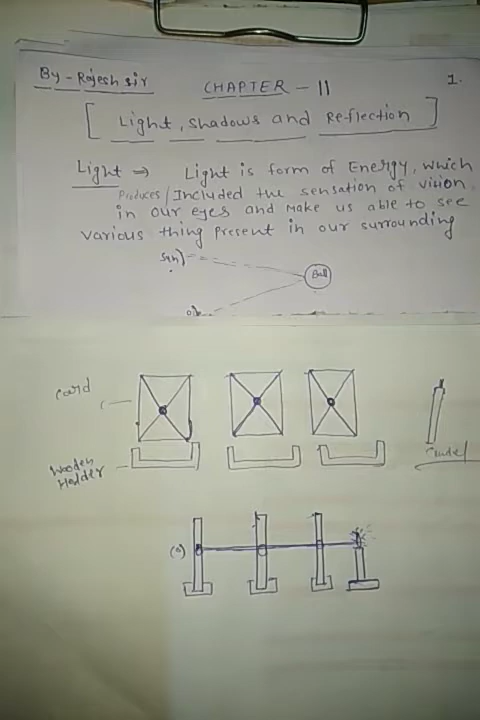 By - Rajesh sir
CHAPTER - 11
1.
[ Light, shadows and Reflection ]
Light ⇒ Light is form of Energy, which
Produces / Included the sensation of vision
in our eyes and make us able to see
various thing present in our surrounding
Sun
Ball
Card
Wooden
Holder